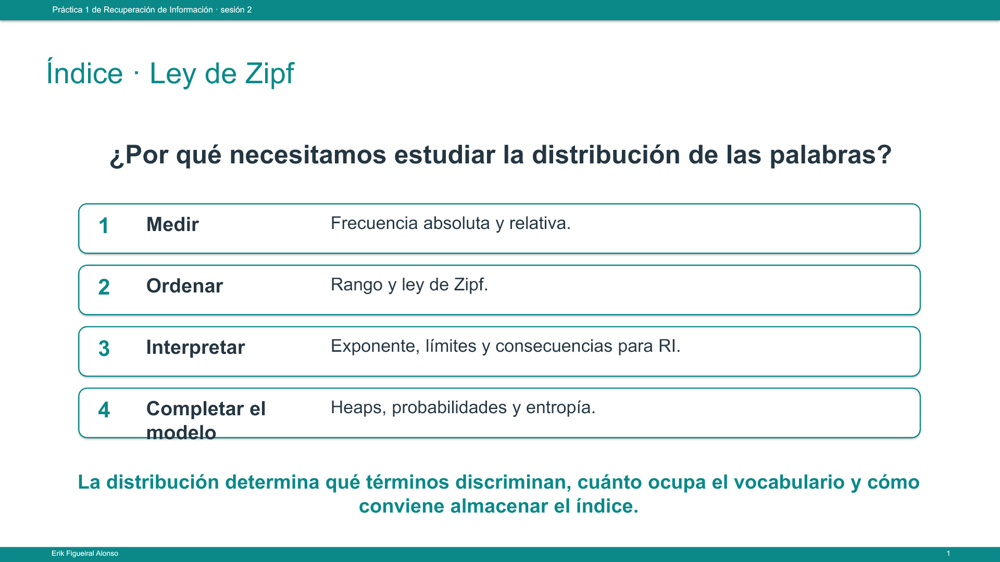 Práctica 1 de Recuperación de Información · sesión 2
Índice · Ley de Zipf
¿Por qué necesitamos estudiar la distribución de las palabras?
1 Medir Frecuencia absoluta y relativa.
2 Ordenar Rango y ley de Zipf.
3 Interpretar Exponente, límites y consecuencias para RI.
4 Completar el Heaps, probabilidades y entropía.
modelo
La distribución determina qué términos discriminan, cuánto ocupa el vocabulario y cómo
conviene almacenar el índice.
Erik Figueiral Alonso 1